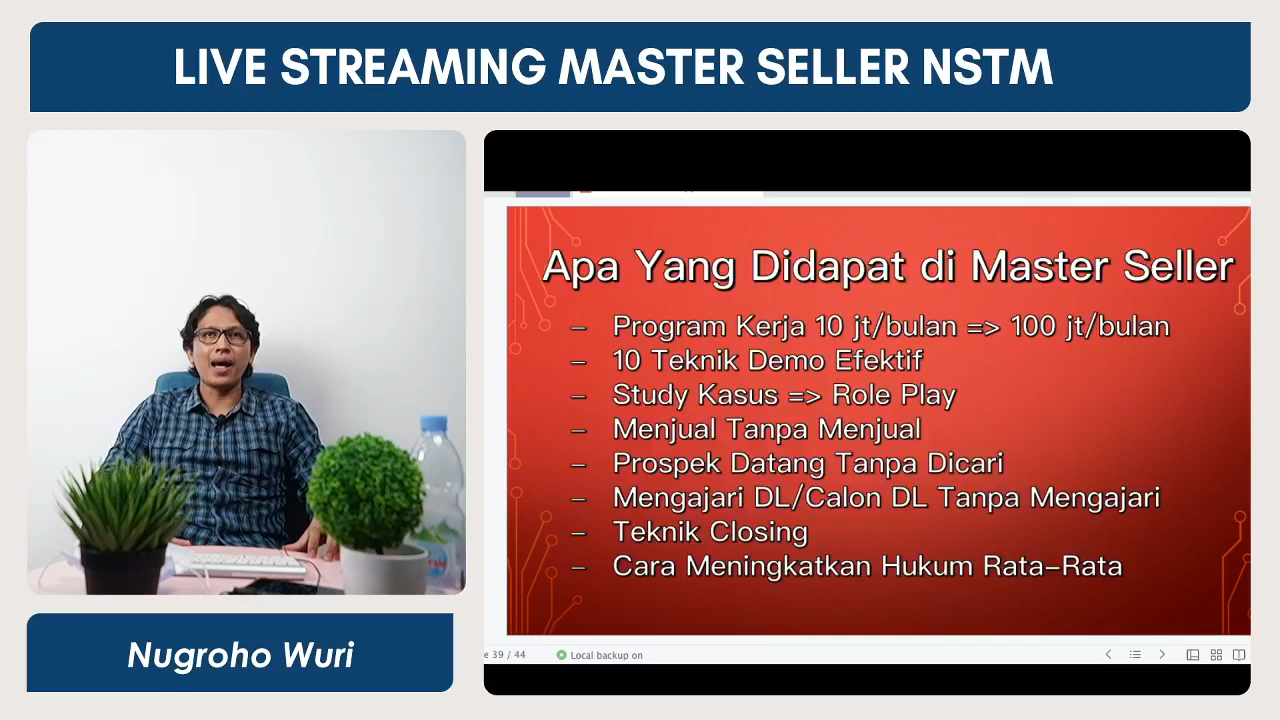 LIVE STREAMING MASTER SELLER NSTM
Apa Yang Didapat di Master Seller
– Program Kerja 10 jt/bulan => 100 jt/bulan
– 10 Teknik Demo Efektif
– Study Kasus => Role Play
– Menjual Tanpa Menjual
– Prospek Datang Tanpa Dicari
– Mengajari DL/Calon DL Tanpa Mengajari
– Teknik Closing
– Cara Meningkatkan Hukum Rata-Rata
e 39 / 44
Local backup on
Nugroho Wuri